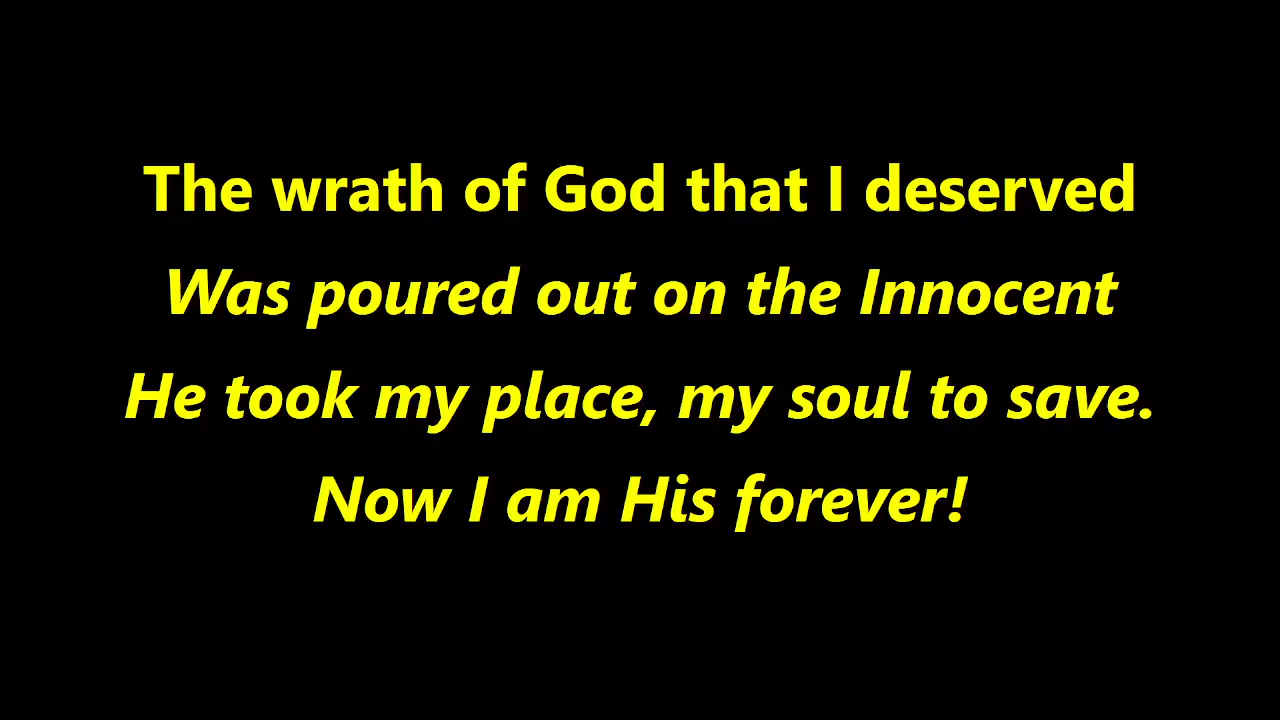 The wrath of God that I deserved
Was poured out on the Innocent
He took my place, my soul to save.
Now I am His forever!